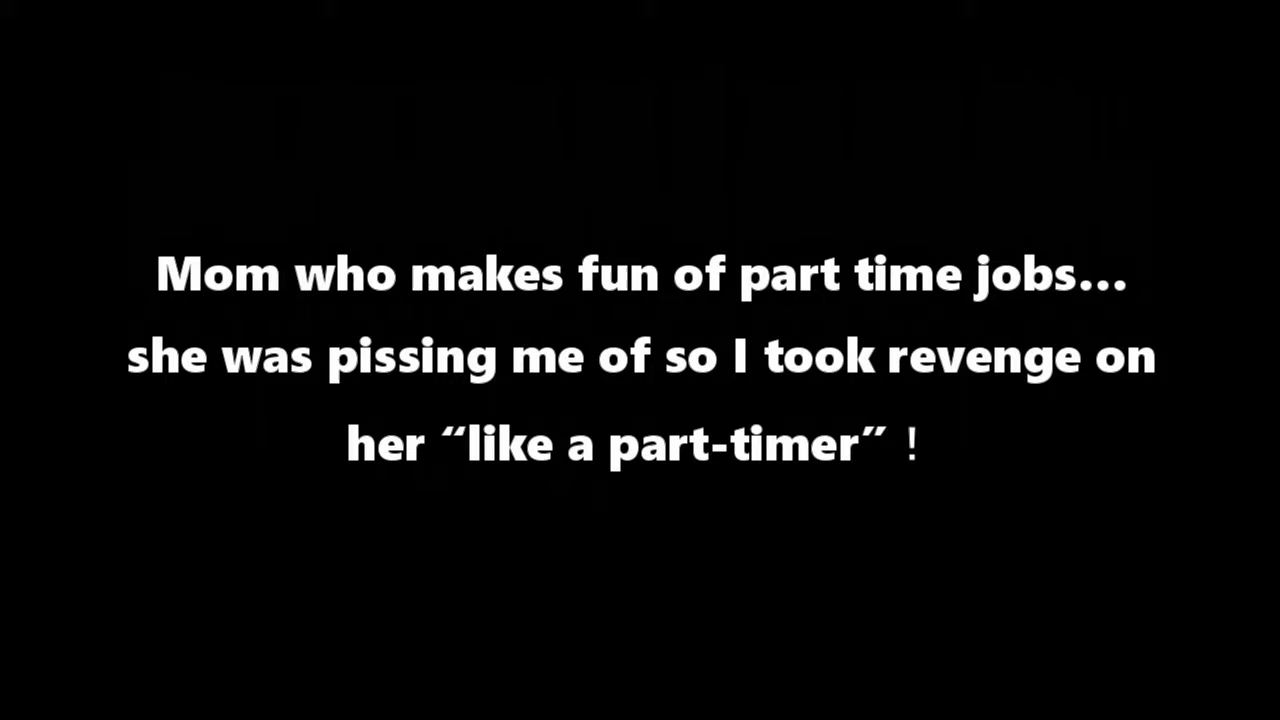 Mom who makes fun of part time jobs...
she was pissing me of so I took revenge on
her “like a part-timer” !